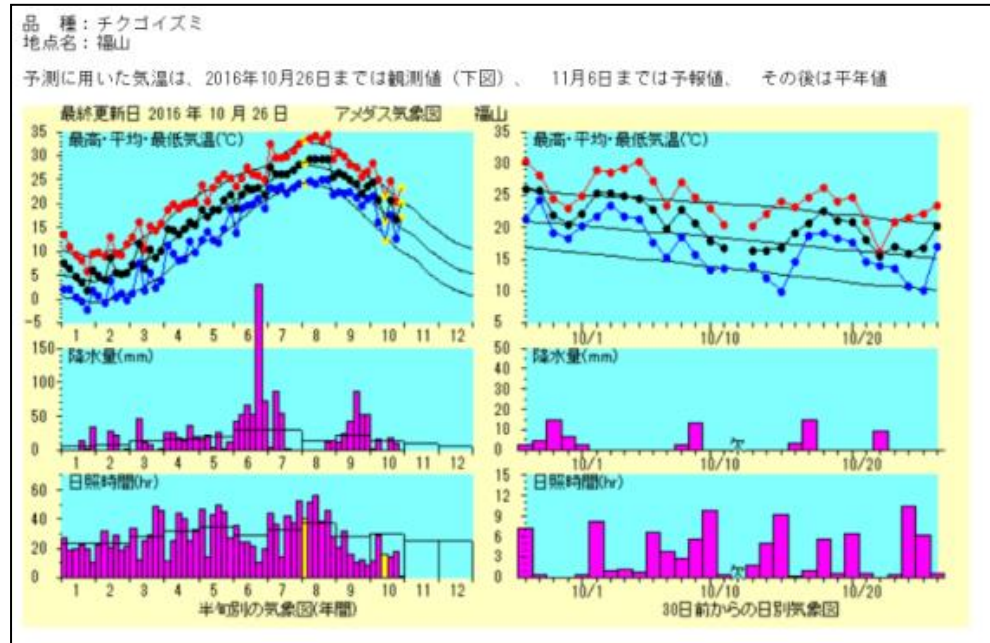 品　種：チクゴイズミ
地点名：福山
予測に用いた気温は、2016年10月26日までは観測値（下図）、　11月6日までは予報値、　その後は平年値
最終更新日 2016 年 10 月 26 日　アメダス気象図　福山
最高・平均・最低気温(℃)
35
30
25
20
15
10
5
0
-5
1 2 3 4 5 6 7 8 9 10 11 12
最高・平均・最低気温(℃)
35
30
25
20
15
10
5
10/1 10/10 10/20
降水量(mm)
150
100
50
0
1 2 3 4 5 6 7 8 9 10 11 12
降水量(mm)
50
40
30
20
10
0
欠
10/1 10/10 10/20
日照時間(hr)
60
40
20
0
1 2 3 4 5 6 7 8 9 10 11 12
半旬別の気象図(年間)
日照時間(hr)
15
12
9
6
3
0
欠
10/1 10/10 10/20
30日前からの日別気象図